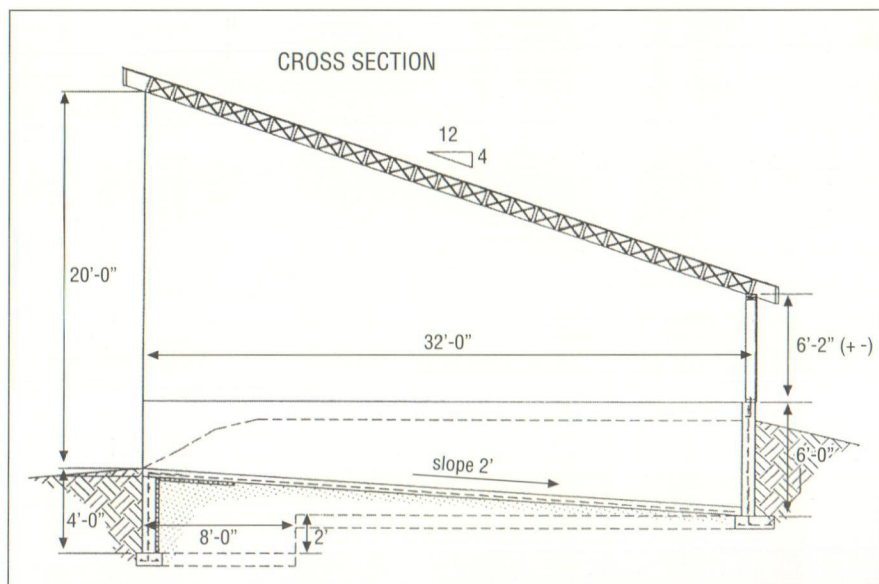 CROSS SECTION
12
4
20'-0"
32'-0"
6'-2" (+ -)
slope 2'
6'-0"
4'-0"
8'-0"
2'